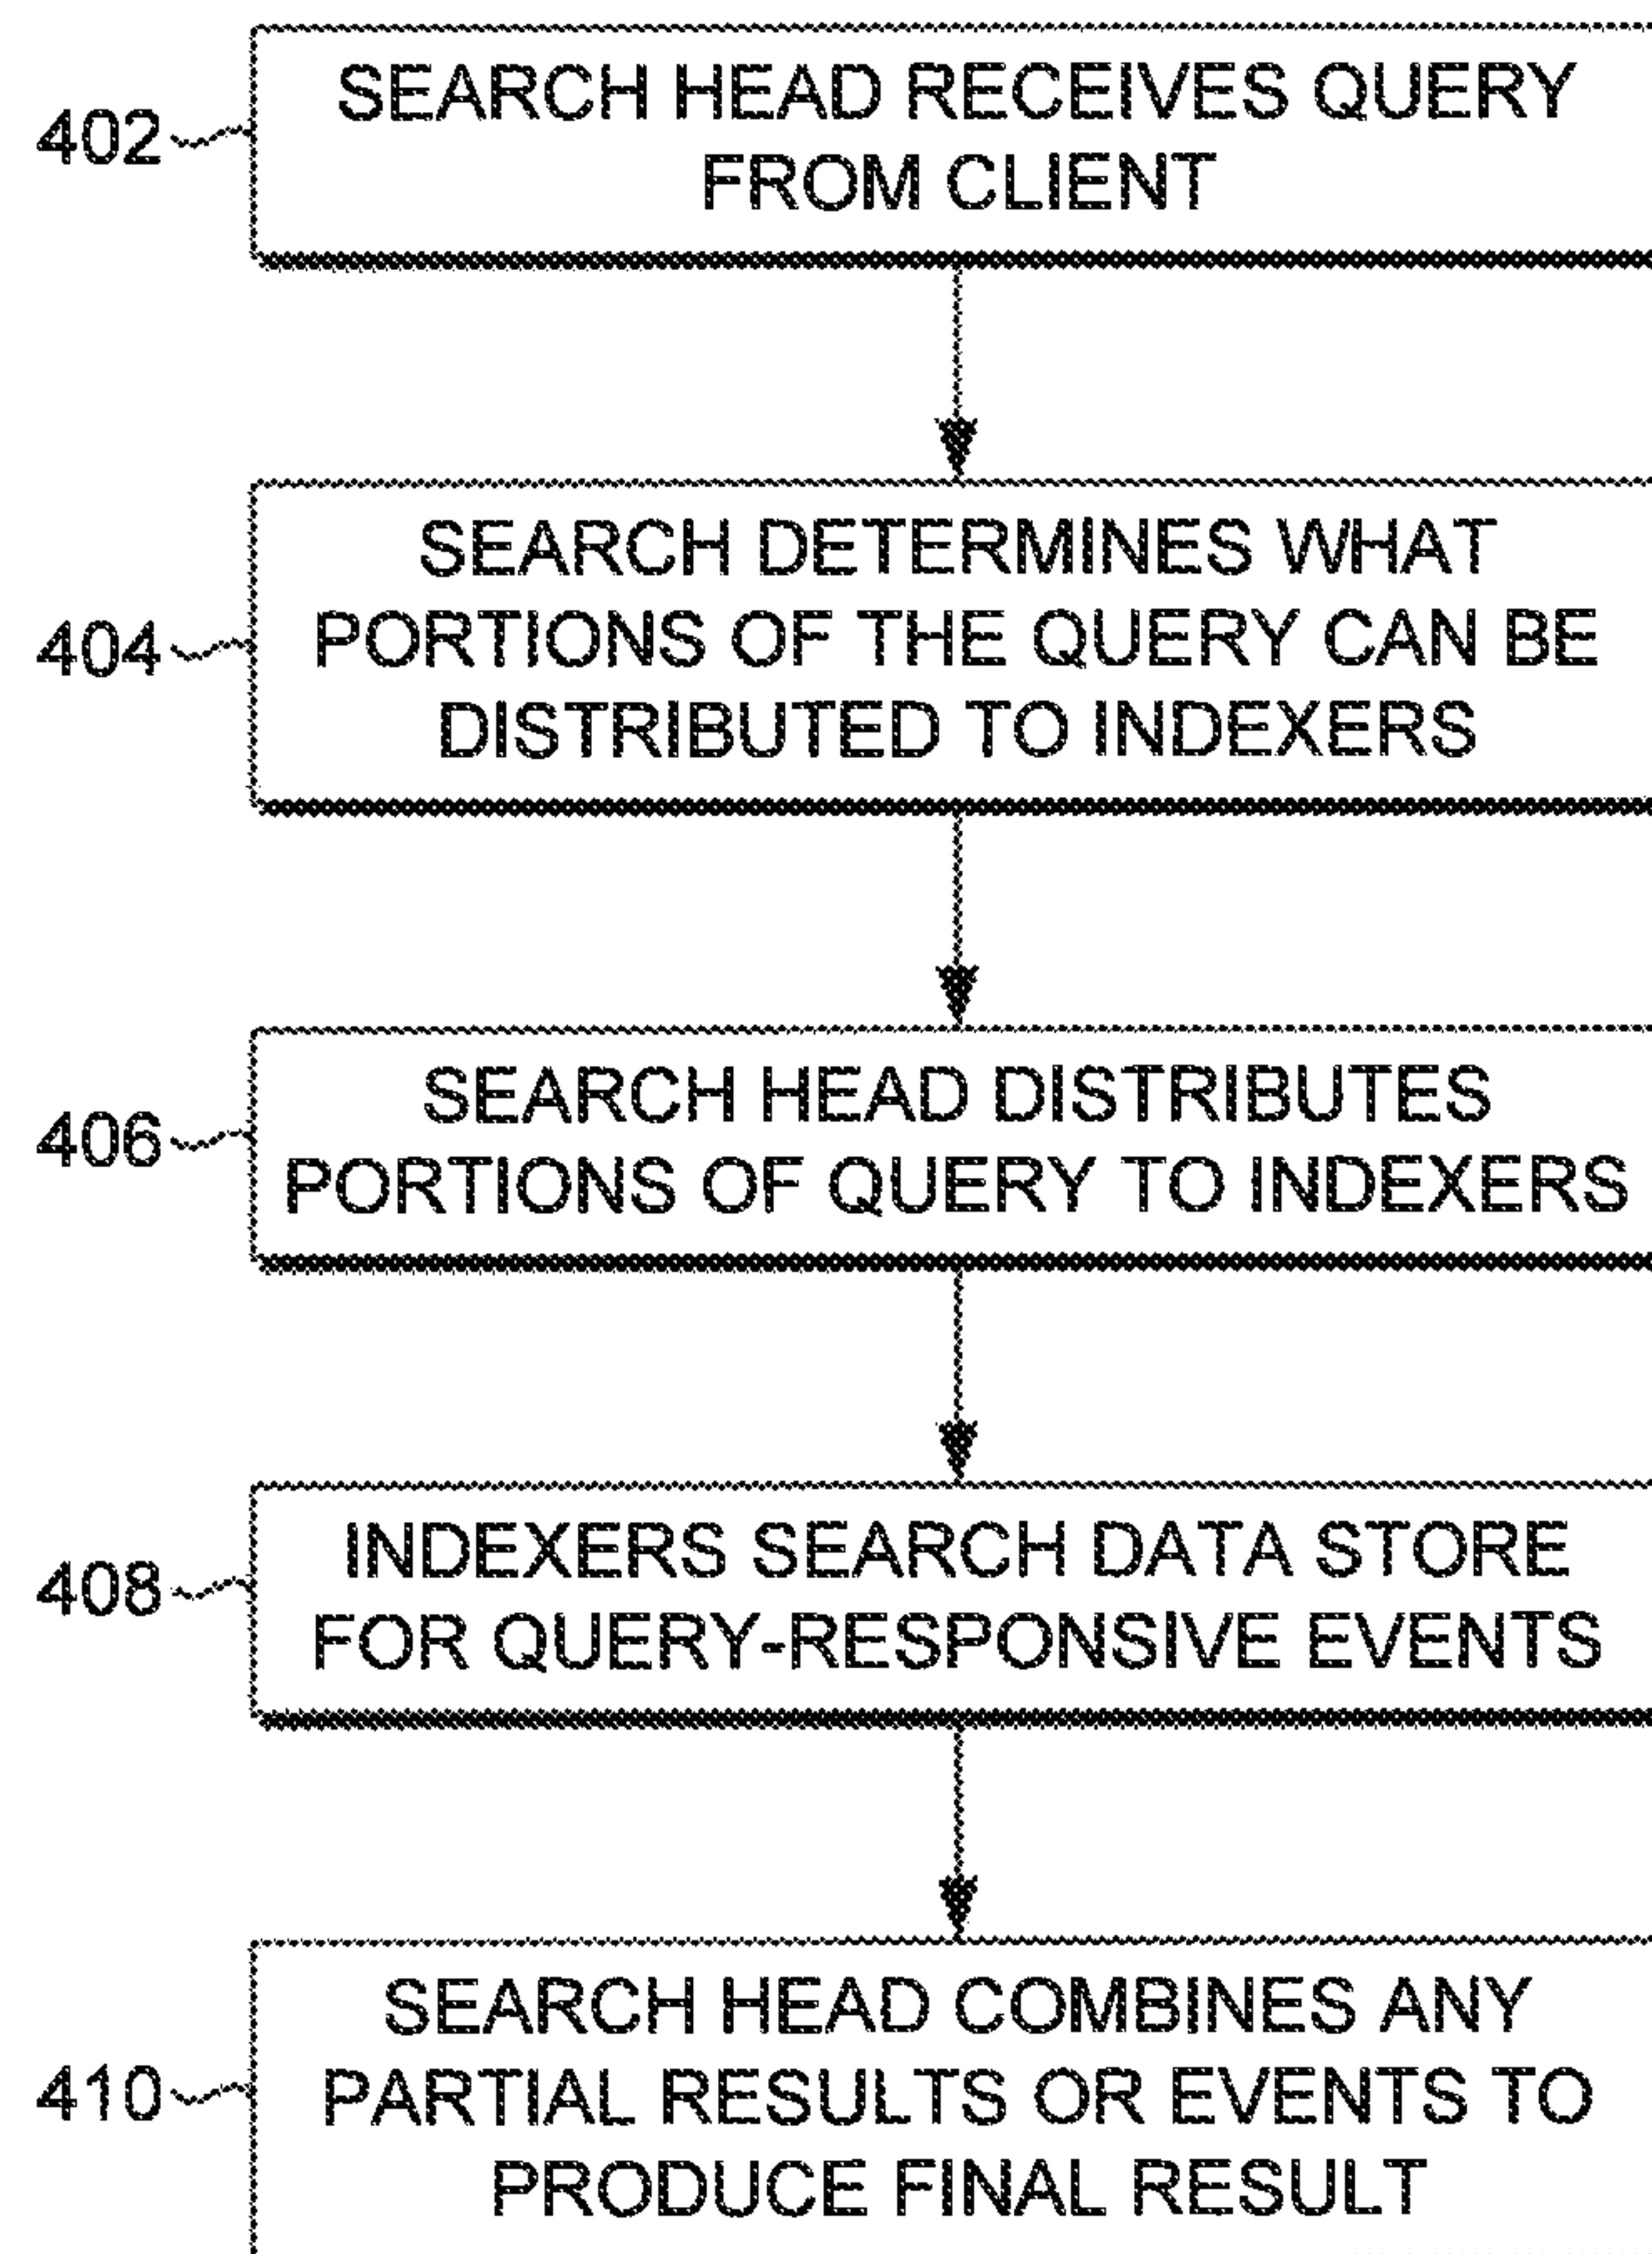 402
SEARCH HEAD RECEIVES QUERY
FROM CLIENT
404
SEARCH DETERMINES WHAT
PORTIONS OF THE QUERY CAN BE
DISTRIBUTED TO INDEXERS
406
SEARCH HEAD DISTRIBUTES
PORTIONS OF QUERY TO INDEXERS
408
INDEXERS SEARCH DATA STORE
FOR QUERY-RESPONSIVE EVENTS
410
SEARCH HEAD COMBINES ANY
PARTIAL RESULTS OR EVENTS TO
PRODUCE FINAL RESULT